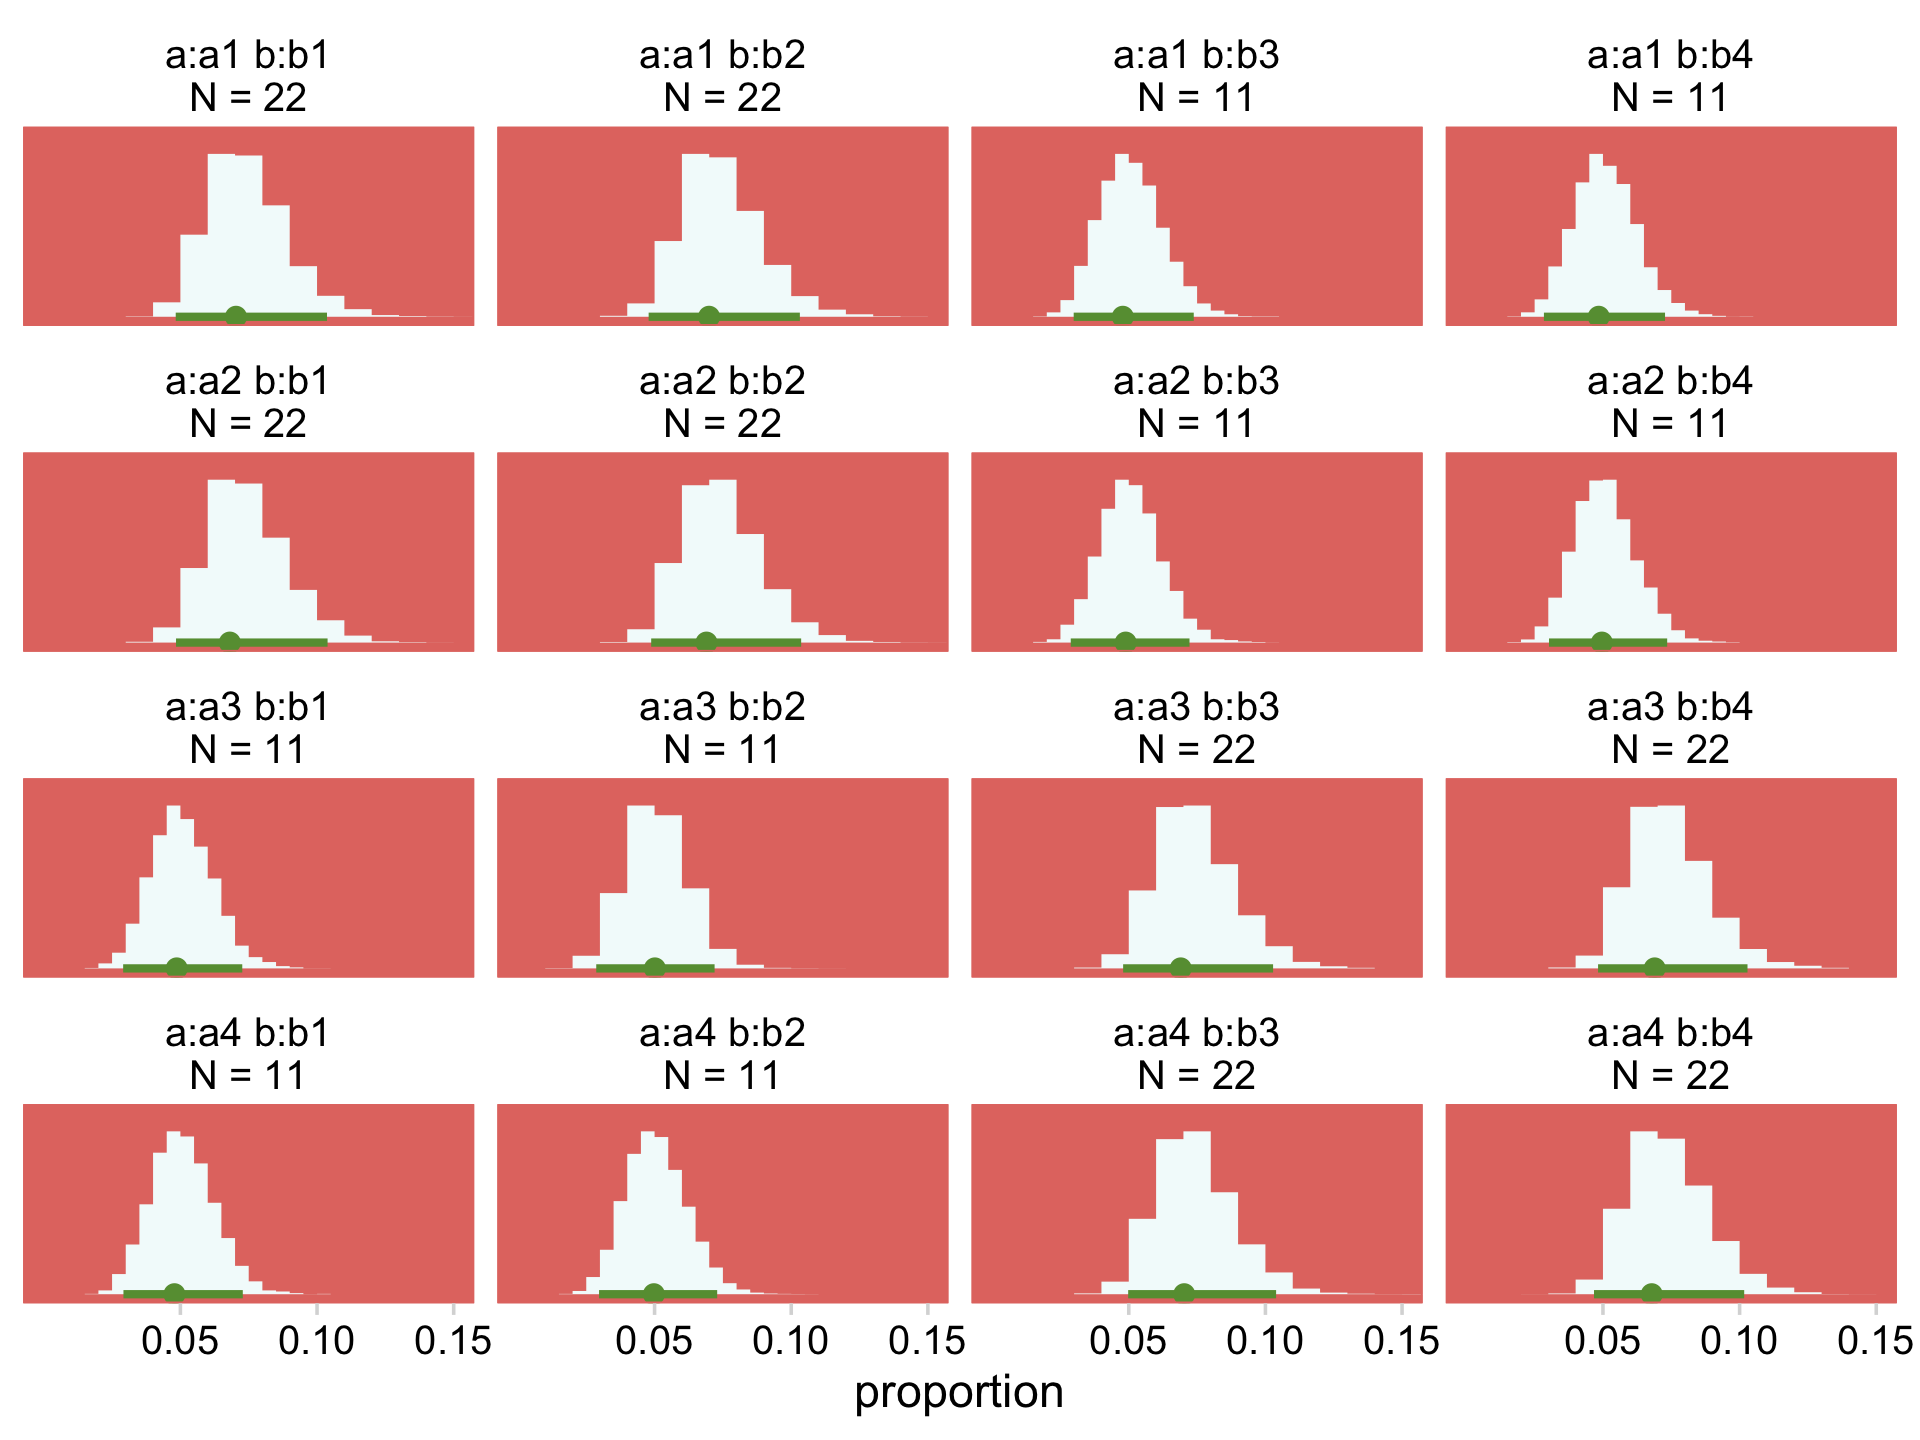 a:a1 b:b1
N = 22
a:a1 b:b2
N = 22
a:a1 b:b3
N = 11
a:a1 b:b4
N = 11
a:a2 b:b1
N = 22
a:a2 b:b2
N = 22
a:a2 b:b3
N = 11
a:a2 b:b4
N = 11
a:a3 b:b1
N = 11
a:a3 b:b2
N = 11
a:a3 b:b3
N = 22
a:a3 b:b4
N = 22
a:a4 b:b1
N = 11
a:a4 b:b2
N = 11
a:a4 b:b3
N = 22
a:a4 b:b4
N = 22
0.05 0.10 0.15 0.05 0.10 0.15 0.05 0.10 0.15 0.05 0.10 0.15
proportion